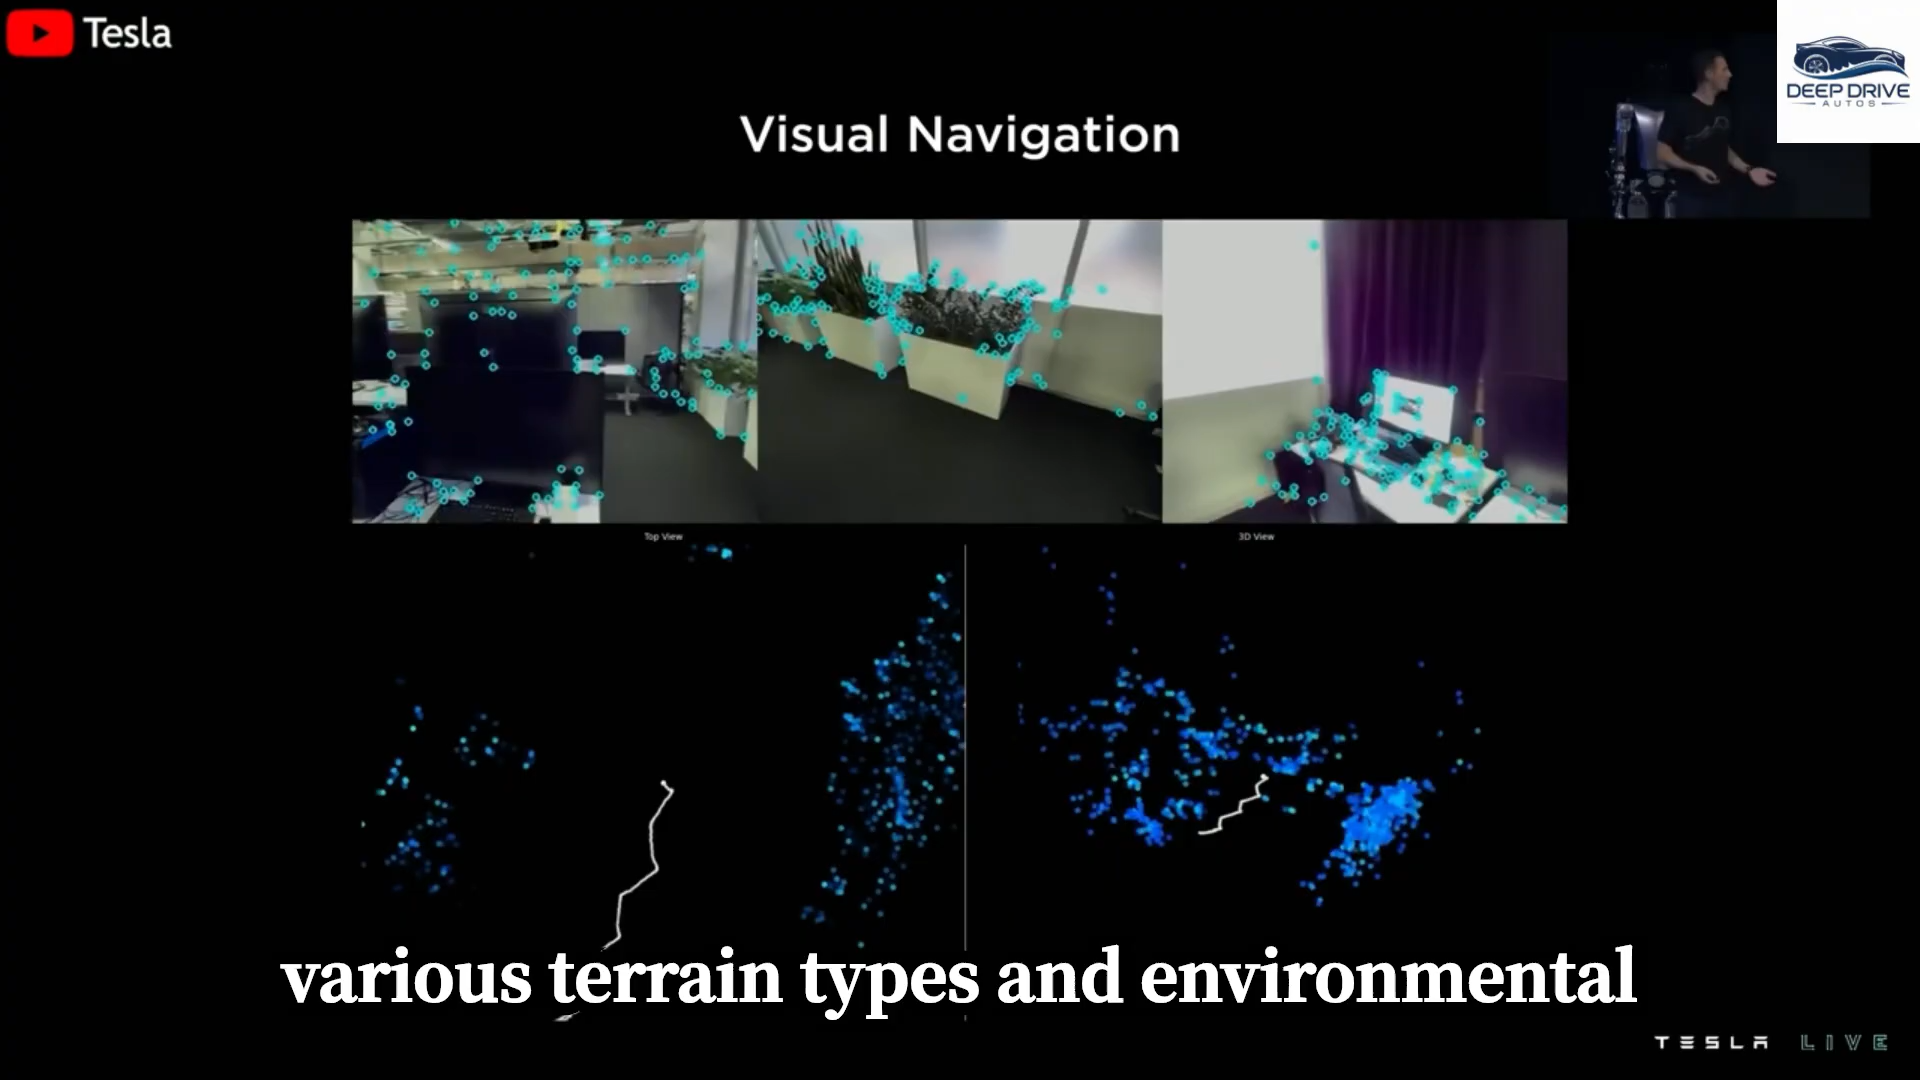 Tesla
DEEP DRIVE
AUTOS
Visual Navigation
Top View
3D View
various terrain types and environmental
TESLA LIVE